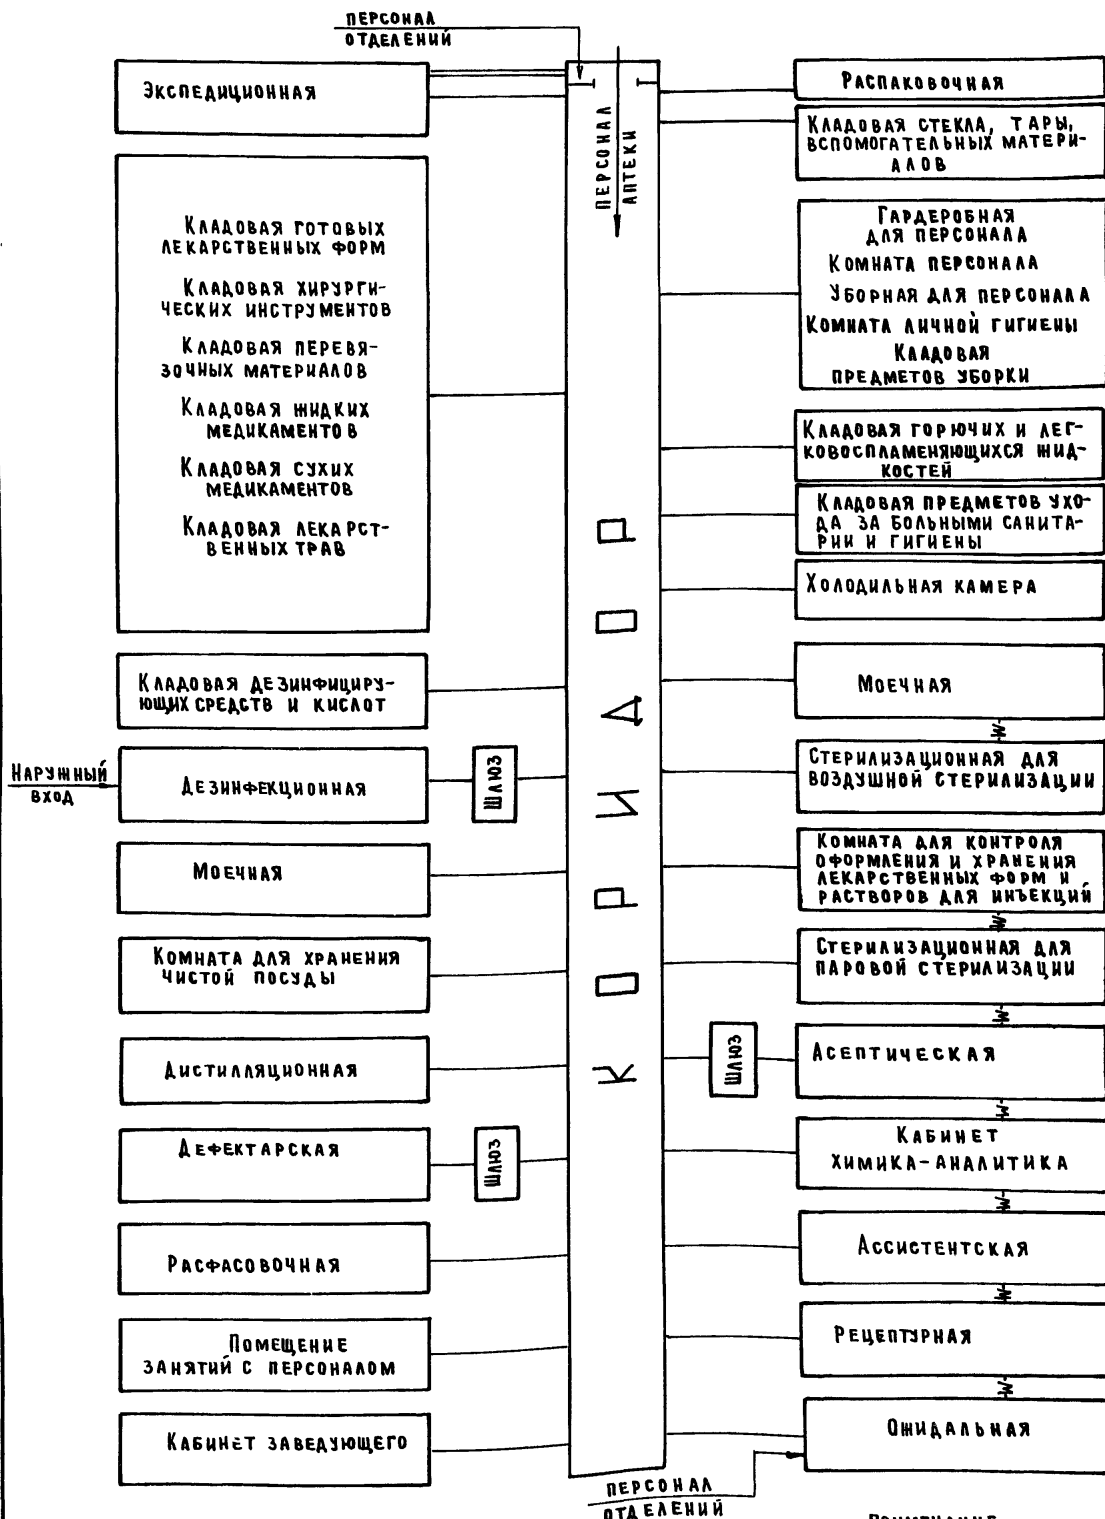 ПЕРСОНАЛ
ОТДЕЛЕНИЙ
ЭКСПЕДИЦИОННАЯ
КЛАДОВАЯ ГОТОВЫХ
ЛЕКАРСТВЕННЫХ ФОРМ
КЛАДОВАЯ ХИРУРГИ-
ЧЕСКИХ ИНСТРУМЕНТОВ
КЛАДОВАЯ ПЕРЕВЯ-
ЗОЧНЫХ МАТЕРИАЛОВ
КЛАДОВАЯ ЖИДКИХ
МЕДИКАМЕНТОВ
КЛАДОВАЯ СУХИХ
МЕДИКАМЕНТОВ
КЛАДОВАЯ ЛЕКАРСТ-
ВЕННЫХ ТРАВ
КЛАДОВАЯ ДЕЗИНФИЦИРУ-
ЮЩИХ СРЕДСТВ И КИСЛОТ
НАРУЖНЫЙ
ВХОД
ДЕЗИНФЕКЦИОННАЯ
ШЛЮЗ
МОЕЧНАЯ
КОМНАТА ДЛЯ ХРАНЕНИЯ
ЧИСТОЙ ПОСУДЫ
ДИСТИЛЛЯЦИОННАЯ
ДЕФЕКТАРСКАЯ
ШЛЮЗ
РАСФАСОВОЧНАЯ
ПОМЕЩЕНИЕ
ЗАНЯТИЙ С ПЕРСОНАЛОМ
КАБИНЕТ ЗАВЕДУЮЩЕГО
ПЕРСОНАЛ
АПТЕКИ
КОРИДОР
РАСПАКОВОЧНАЯ
КЛАДОВАЯ СТЕКЛА, ТАРЫ,
ВСПОМОГАТЕЛЬНЫХ МАТЕРИ-
АЛОВ
ГАРДЕРОБНАЯ
ДЛЯ ПЕРСОНАЛА
КОМНАТА ПЕРСОНАЛА
УБОРНАЯ ДЛЯ ПЕРСОНАЛА
КОМНАТА ЛИЧНОЙ ГИГИЕНЫ
КЛАДОВАЯ
ПРЕДМЕТОВ УБОРКИ
КЛАДОВАЯ ГОРЮЧИХ И ЛЕГ-
КОВОСПЛАМЕНЯЮЩИХСЯ ЖИД-
КОСТЕЙ
КЛАДОВАЯ ПРЕДМЕТОВ УХО-
ДА ЗА БОЛЬНЫМИ САНИТА-
РИИ И ГИГИЕНЫ
ХОЛОДИЛЬНАЯ КАМЕРА
МОЕЧНАЯ
СТЕРИЛИЗАЦИОННАЯ ДЛЯ
ВОЗДУШНОЙ СТЕРИЛИЗАЦИИ
КОМНАТА ДЛЯ КОНТРОЛЯ
ОФОРМЛЕНИЯ И ХРАНЕНИЯ
ЛЕКАРСТВЕННЫХ ФОРМ И
РАСТВОРОВ ДЛЯ ИНЪЕКЦИЙ
СТЕРИЛИЗАЦИОННАЯ ДЛЯ
ПАРОВОЙ СТЕРИЛИЗАЦИИ
ШЛЮЗ
АСЕПТИЧЕСКАЯ
КАБИНЕТ
ХИМИКА-АНАЛИТИКА
АССИСТЕНТСКАЯ
РЕЦЕПТУРНАЯ
ОЖИДАЛЬНАЯ
ПЕРСОНАЛ
ОТДЕЛЕНИЙ